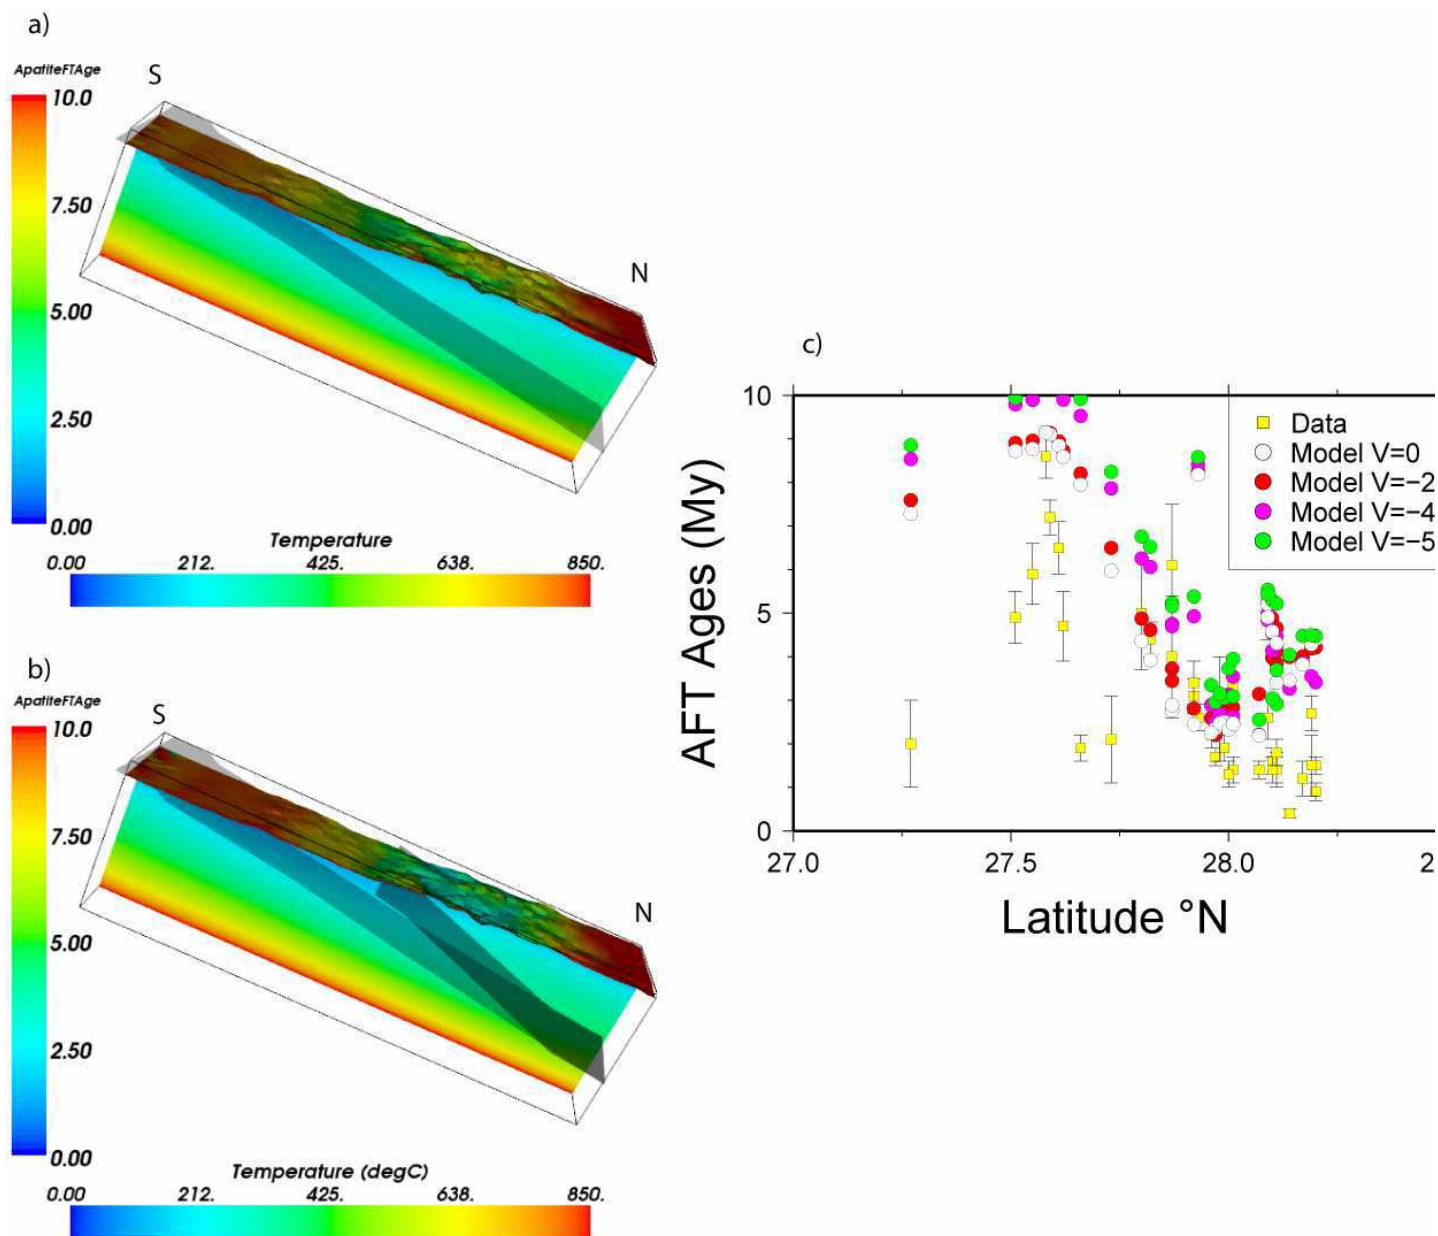 a)
ApatiteFTAge
S
10.0
7.50
5.00
2.50
0.00
N
Temperature
0.00 212. 425. 638. 850.
b)
ApatiteFTAge
S
10.0
7.50
5.00
2.50
0.00
N
Temperature (degC)
0.00 212. 425. 638. 850.
c)
10
5
0
AFT Ages (My)
Data
Model V=0
Model V=−2
Model V=−4
Model V=−5
27.0 27.5 28.0 2
Latitude °N